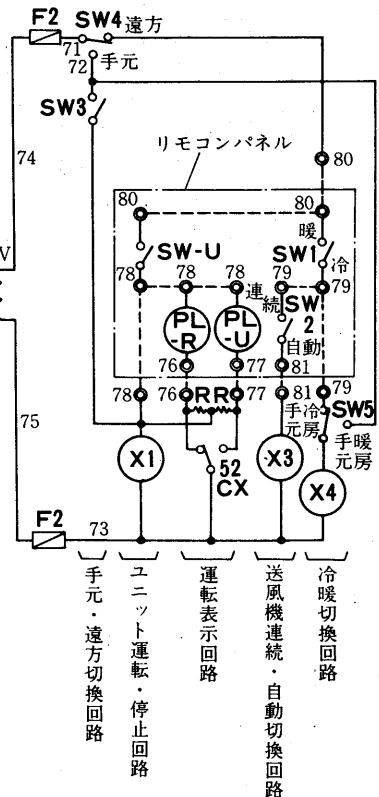 F2
SW4
遠方
71
72
手元
SW3
74
リモコンパネル
80
80
80
暖
SW-U
SW1
冷
78
78
78
連続
79
79
SW2
PL-R
PL-U
自動
76
77
81
78
76
RR
77
81
79
手元
冷房
SW5
手元
暖房
X1
52CX
X3
X4
75
V
F2
73
手元・遠方切換回路
ユニット運転・停止回路
運転表示回路
送風機連続・自動切換回路
冷暖切換回路